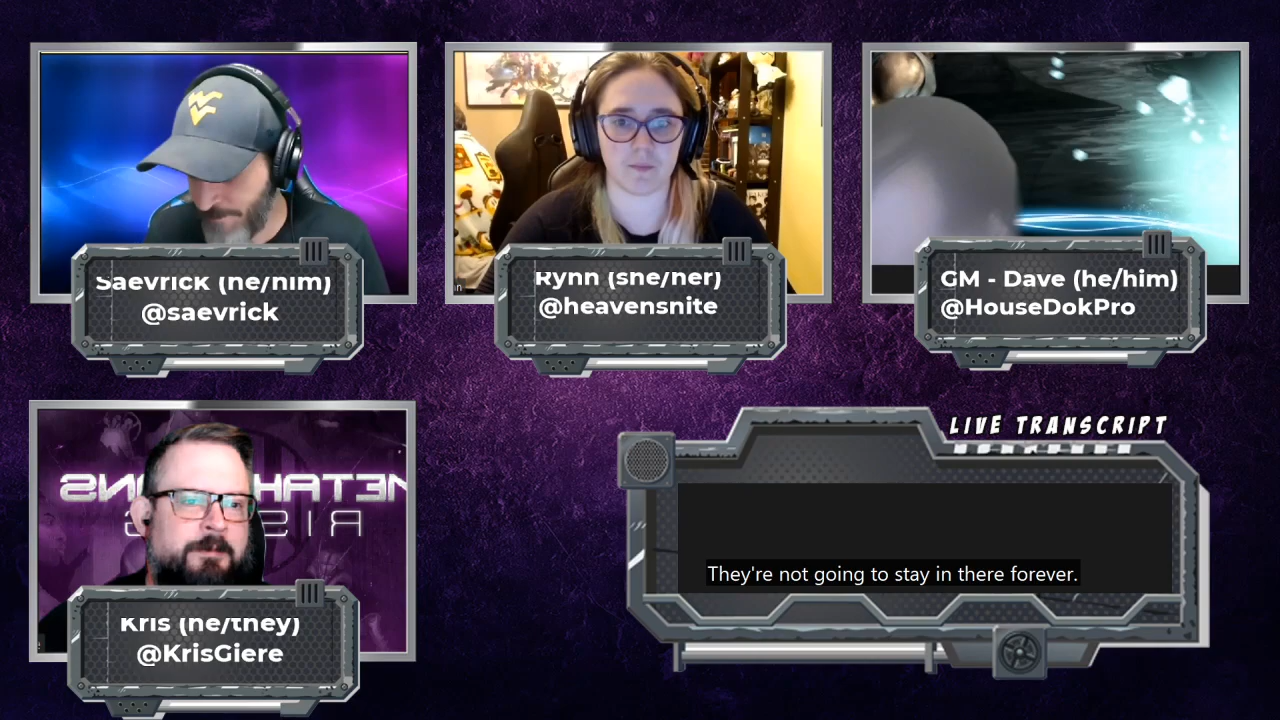 Saevrick (he/him)
@saevrick
Rynn (she/her)
@heavensnite
GM - Dave (he/him)
@HouseDokPro
Kris (he/they)
@KrisGiere
LIVE TRANSCRIPT
They're not going to stay in there forever.